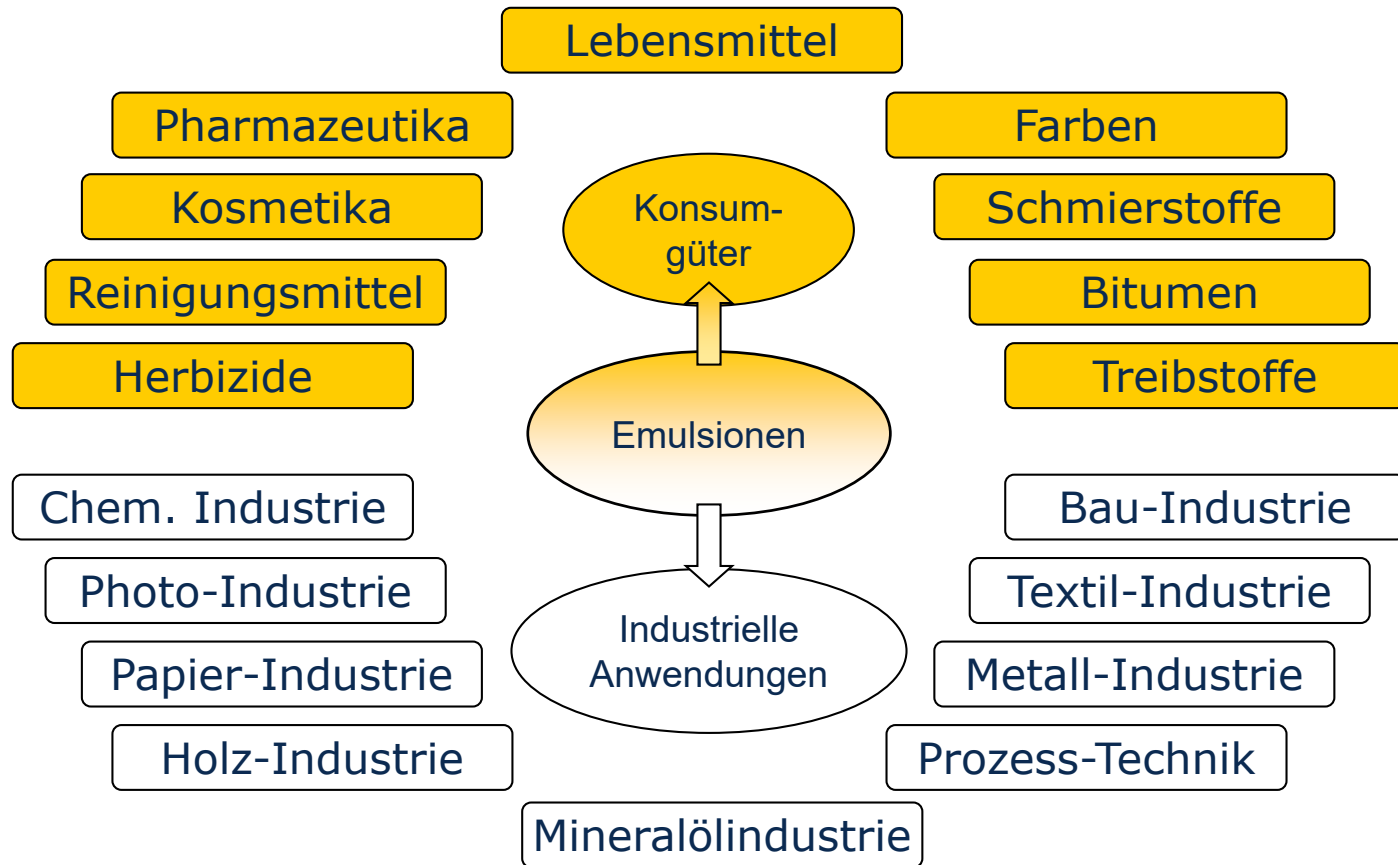 Lebensmittel
Pharmazeutika
Farben
Kosmetika
Konsum-
güter
Schmierstoffe
Reinigungsmittel
Bitumen
Herbizide
Treibstoffe
Emulsionen
Chem. Industrie
Bau-Industrie
Photo-Industrie
Textil-Industrie
Industrielle
Anwendungen
Papier-Industrie
Metall-Industrie
Holz-Industrie
Prozess-Technik
Mineralölindustrie